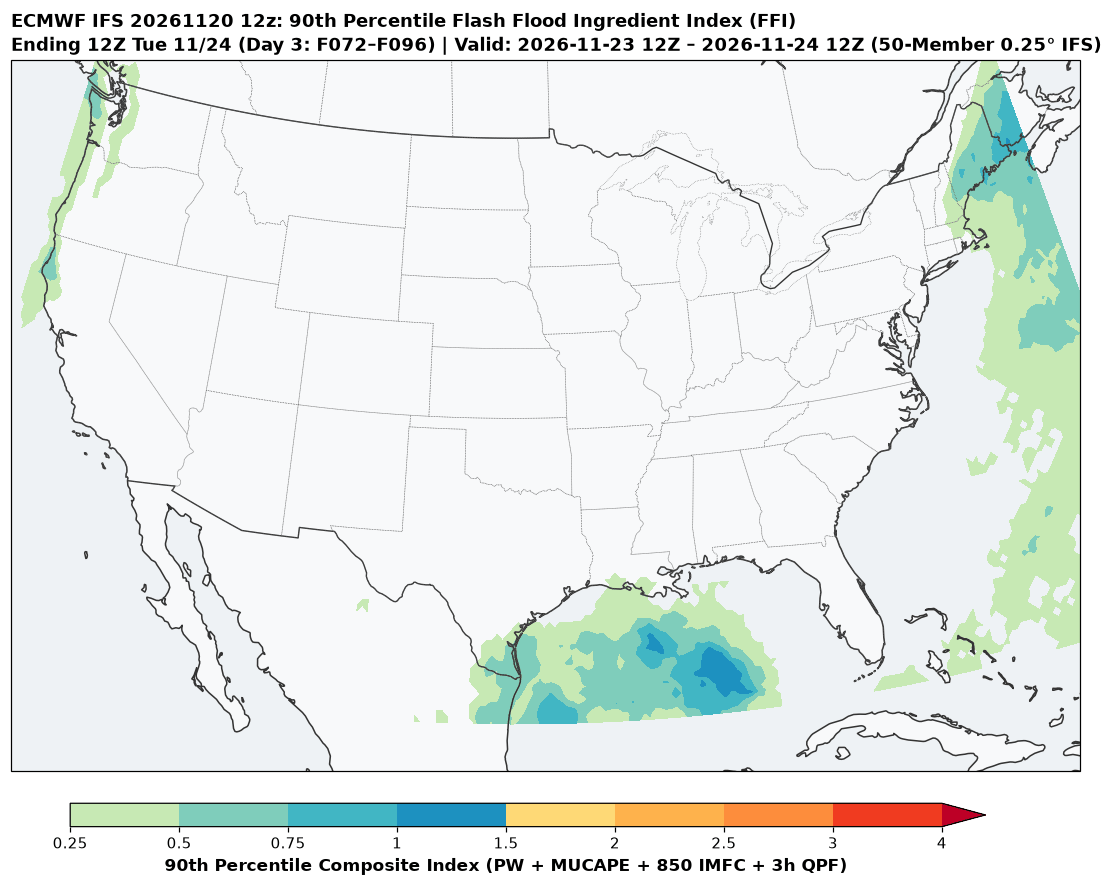 ECMWF IFS 20261120 12z: 90th Percentile Flash Flood Ingredient Index (FFI)
Ending 12Z Tue 11/24 (Day 3: F072–F096) | Valid: 2026-11-23 12Z – 2026-11-24 12Z (50-Member 0.25° IFS)
0.25 0.5 0.75 1 1.5 2 2.5 3 4
90th Percentile Composite Index (PW + MUCAPE + 850 IMFC + 3h QPF)